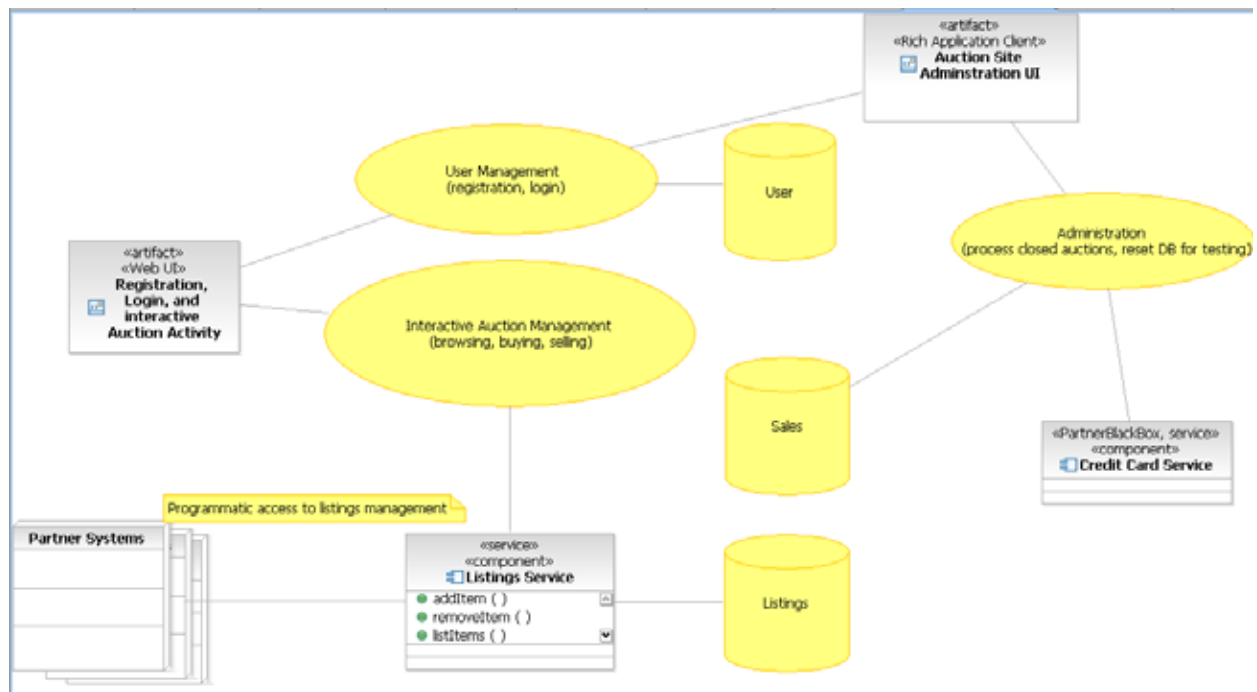 «artifact»
«Rich Application Client»
Auction Site
Adminstration UI
User Management
(registration, login)
User
Administration
(process closed auctions, reset DB for testing)
«artifact»
«Web UI»
Registration,
Login, and
interactive
Auction Activity
Interactive Auction Management
(browsing, buying, selling)
Sales
«PartnerBlackBox, service»
«component»
Credit Card Service
Programmatic access to listings management
Partner Systems
«service»
«component»
Listings Service
addItem ( )
removeItem ( )
listItems ( )
Listings